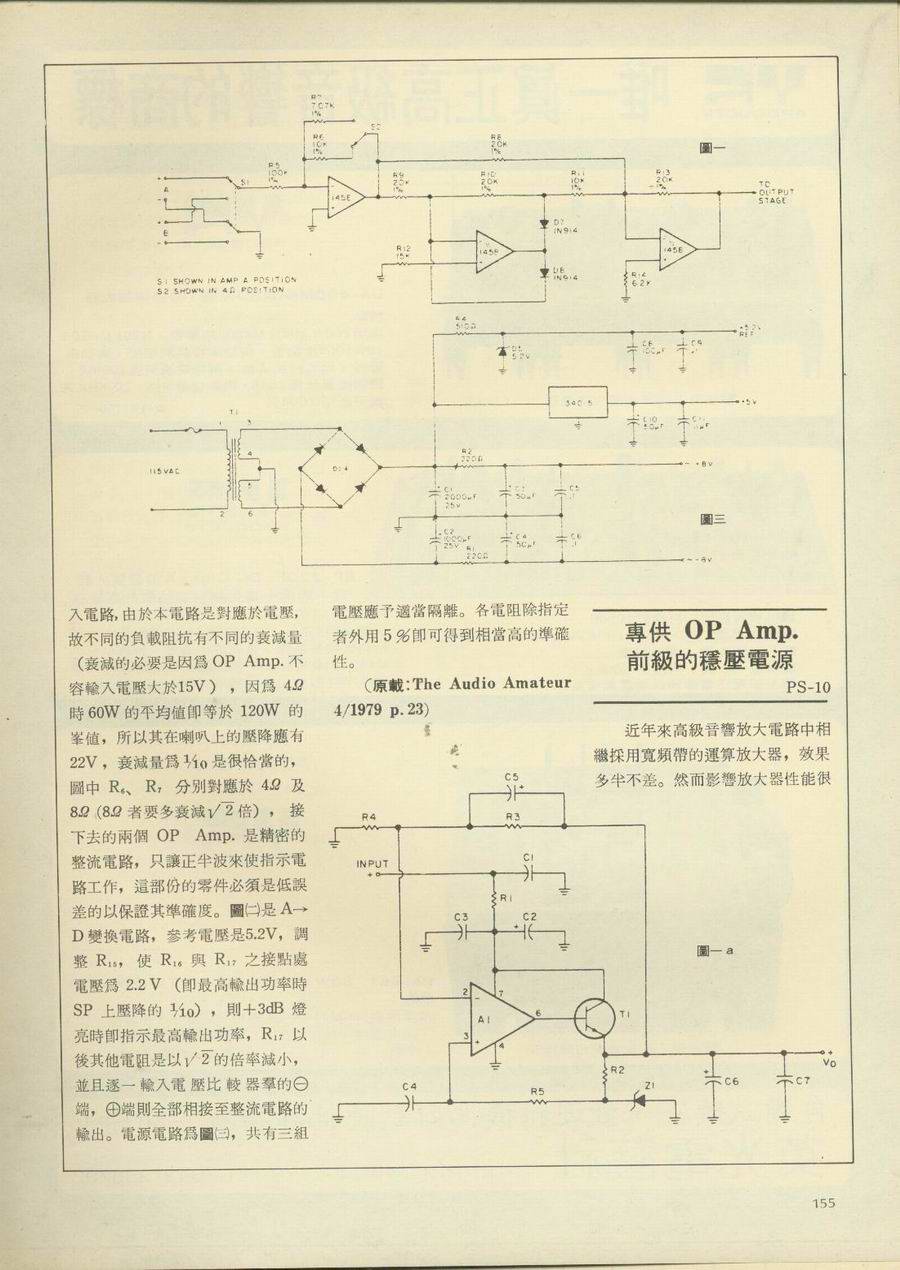 圖一
R7
7.07K
1%
R6
10K
1%
S2
R5
100K
1%
S1
A
B
1458
R8
20K
1%
R9
20K
1%
R10
20K
1%
R11
10K
1%
R13
20K
1%
TO
OUTPUT
STAGE
D7
1N914
R12
15K
1458
D8
1N914
1458
R14
6.2K
S1 SHOWN IN AMP A POSITION
S2 SHOWN IN 4Ω POSITION
R4
510Ω
+5.2V
REF
D5
5.2V
C8
100μF
C9
.1
340-5
+5V
C10
50μF
T1
1
3
4
5
2
6
115VAC
D1-4
R2
220Ω
+8V
C1
2000μF
25V
50μF
C5
.1
圖三
C2
1000μF
25V
R1
220Ω
C4
50μF
C6
.1
-8V
入電路,由於本電路是對應於電壓,
故不同的負載阻抗有不同的衰減量
(衰減的必要是因爲 OP Amp. 不
容輸入電壓大於15V),因爲 4Ω
時 60W 的平均値卽等於 120W 的
峯値,所以其在喇叭上的壓降應有
22V,衰減量爲 1/10 是很恰當的,
圖中 R₆、 R₇ 分別對應於 4Ω 及
8Ω (8Ω 者要多衰減√2 倍),接
下去的兩個 OP Amp. 是精密的
整流電路,只讓正半波來使指示電
路工作,這部份的零件必須是低誤
差的以保證其準確度。圖㈡是 A→
D 變換電路,參考電壓是5.2V,調
整 R₁₅, 使 R₁₆ 與 R₁₇ 之接點處
電壓爲 2.2 V (卽最高輸出功率時
SP 上壓降的 1/10),則+3dB 燈
亮時卽指示最高輸出功率,R₁₇ 以
後其他電阻是以√2 的倍率減小,
並且逐一輸入電壓比較器羣的⊖
端,⊕端則全部相接至整流電路的
輸出。電源電路爲圖㈢,共有三組
電壓應予適當隔離。各電阻除指定
者外用 5 %卽可得到相當高的準確
性。
(原載:The Audio Amateur
4/1979 p.23)
專供 OP Amp.
前級的穩壓電源
PS-10
近年來高級音響放大電路中相
繼採用寬頻帶的運算放大器,效果
多半不差。然而影響放大器性能很
C5
R4
R3
INPUT
C1
R1
C3
C2
圖一 a
2
7
A1
6
T1
3
4
R2
Vo
C4
R5
Z1
C6
C7
155